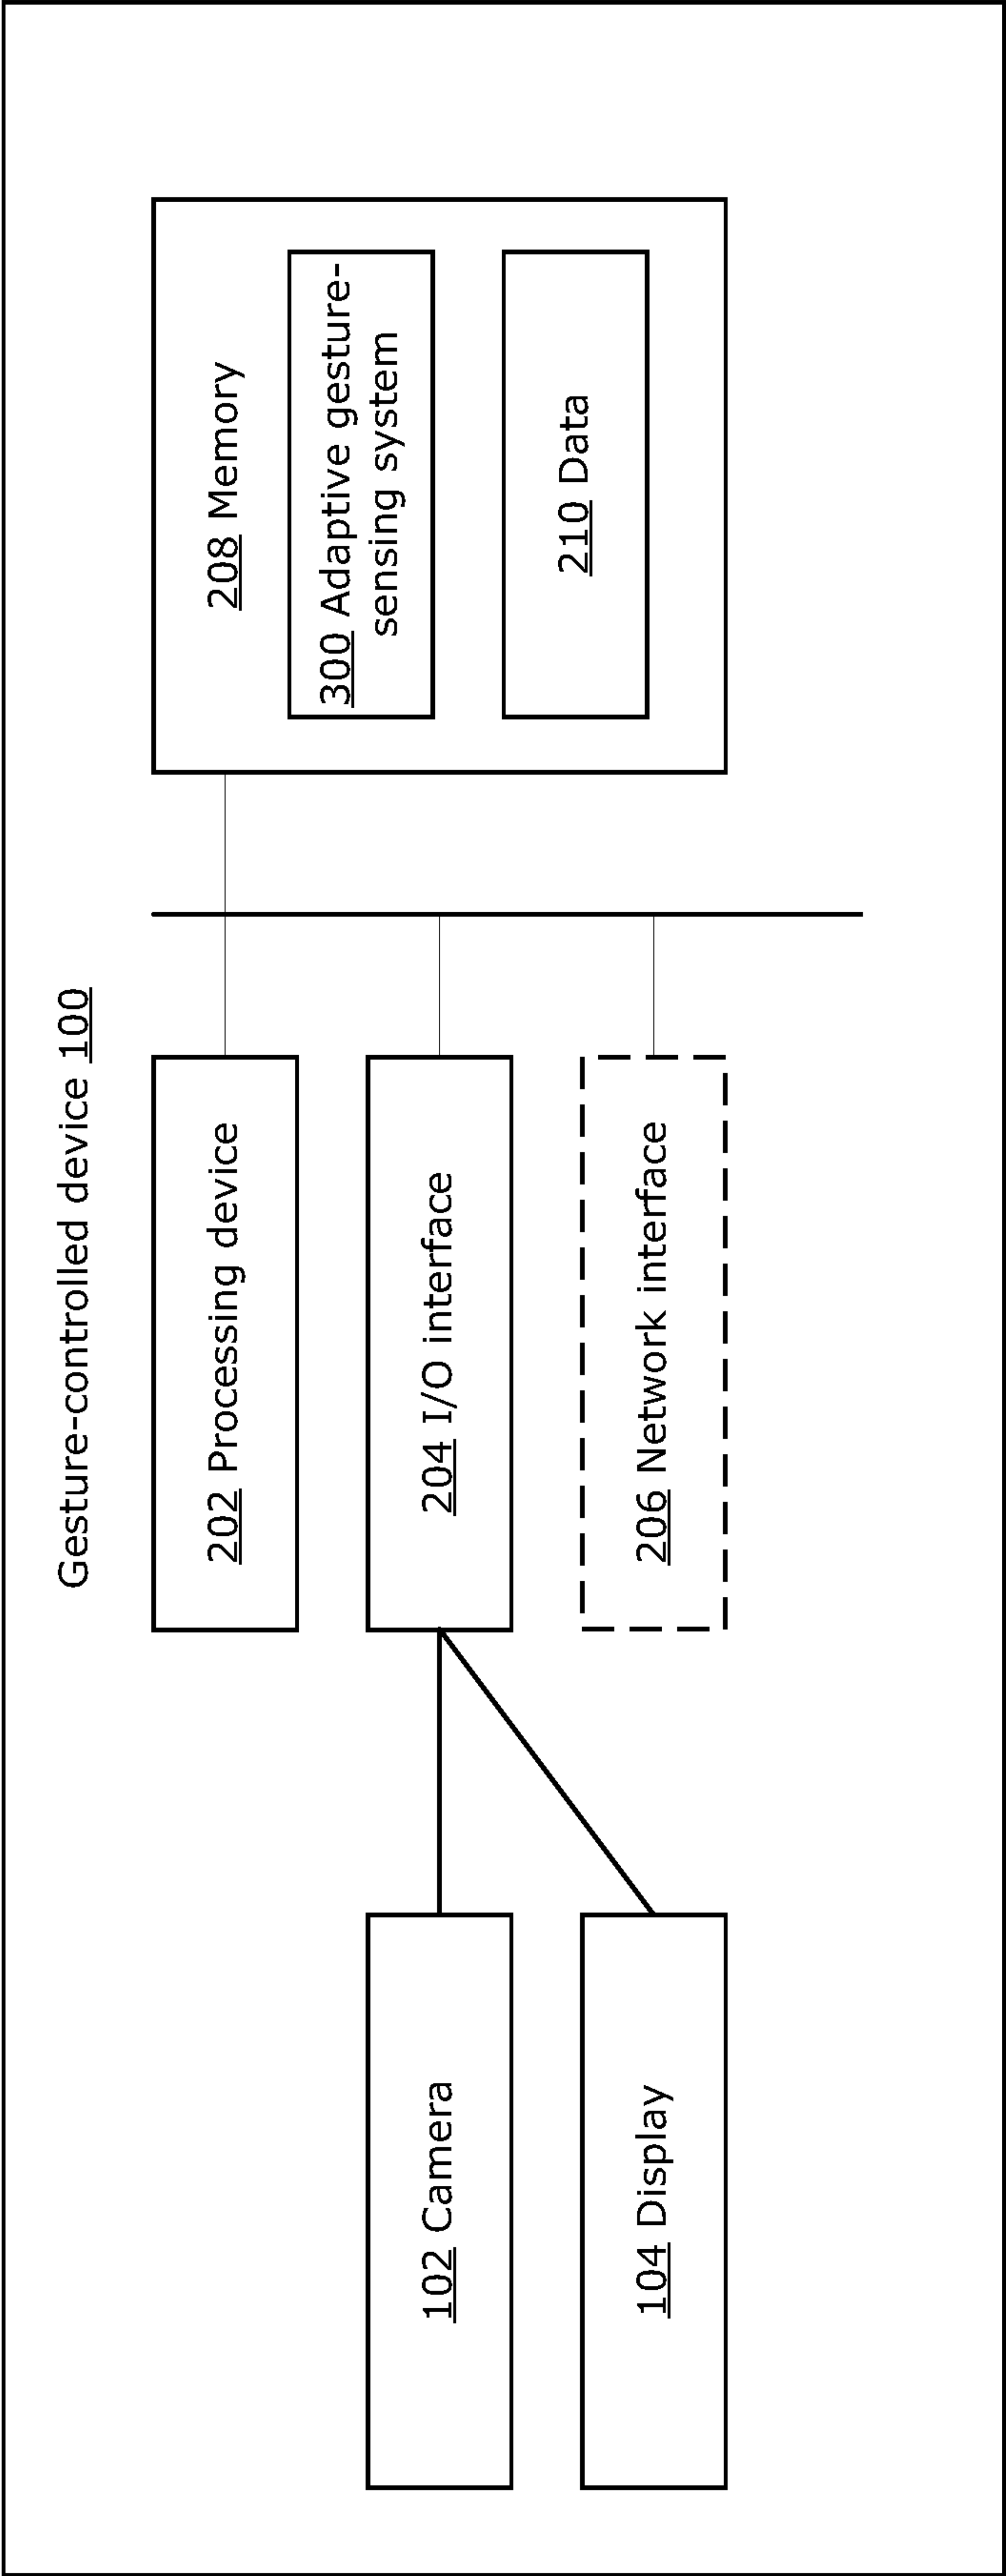 Gesture-controlled device 100
202 Processing device
208 Memory
300 Adaptive gesture-
sensing system
102 Camera
204 I/O interface
210 Data
104 Display
206 Network interface